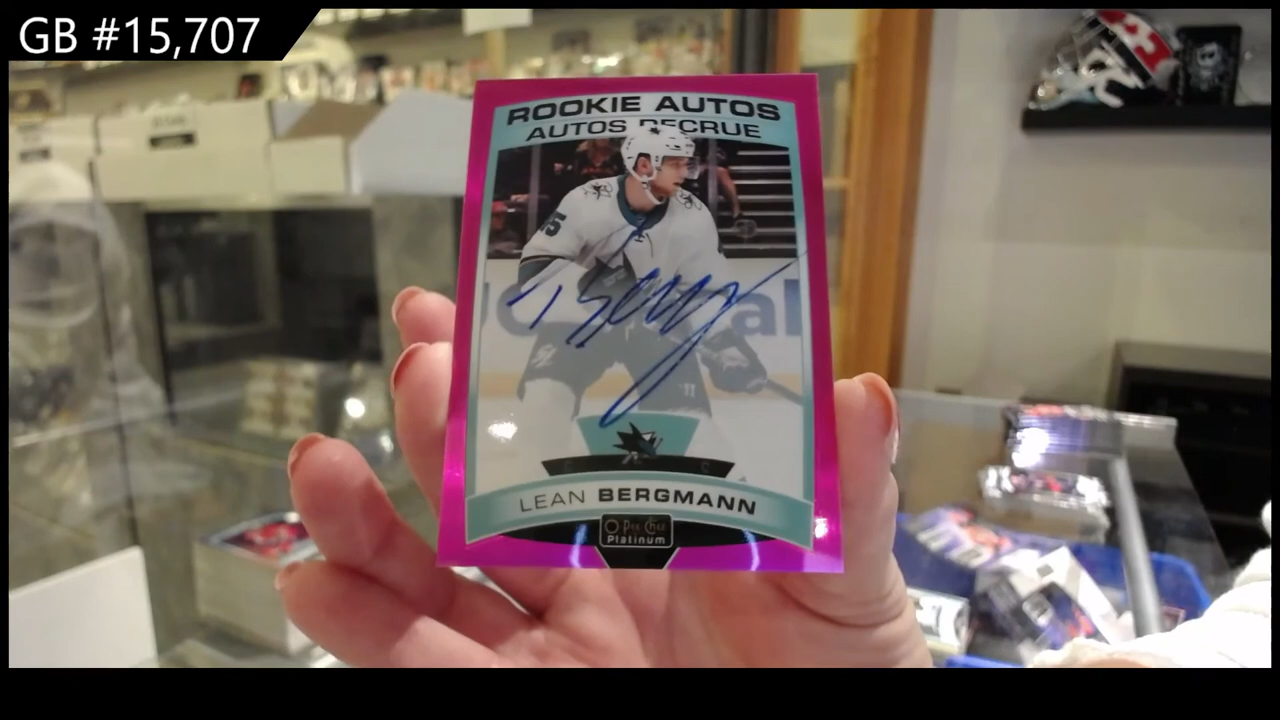 GB #15,707
ROOKIE AUTOS
AUTOS RECRUE
LEAN BERGMANN
O Pee Chee
Platinum